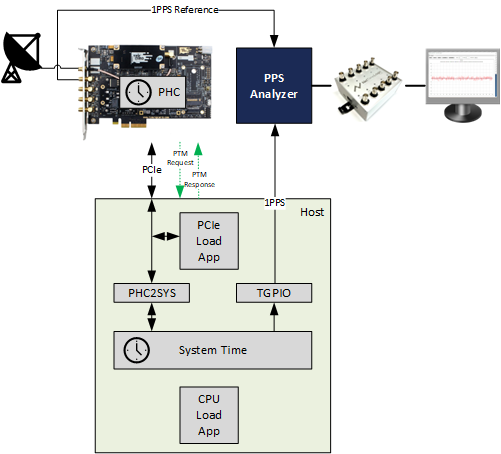 1PPS Reference
PHC
PPS
Analyzer
PCIe
PTM
Request
PTM
Response
1PPS
Host
PCIe
Load
App
PHC2SYS
TGPIO
System Time
CPU
Load
App